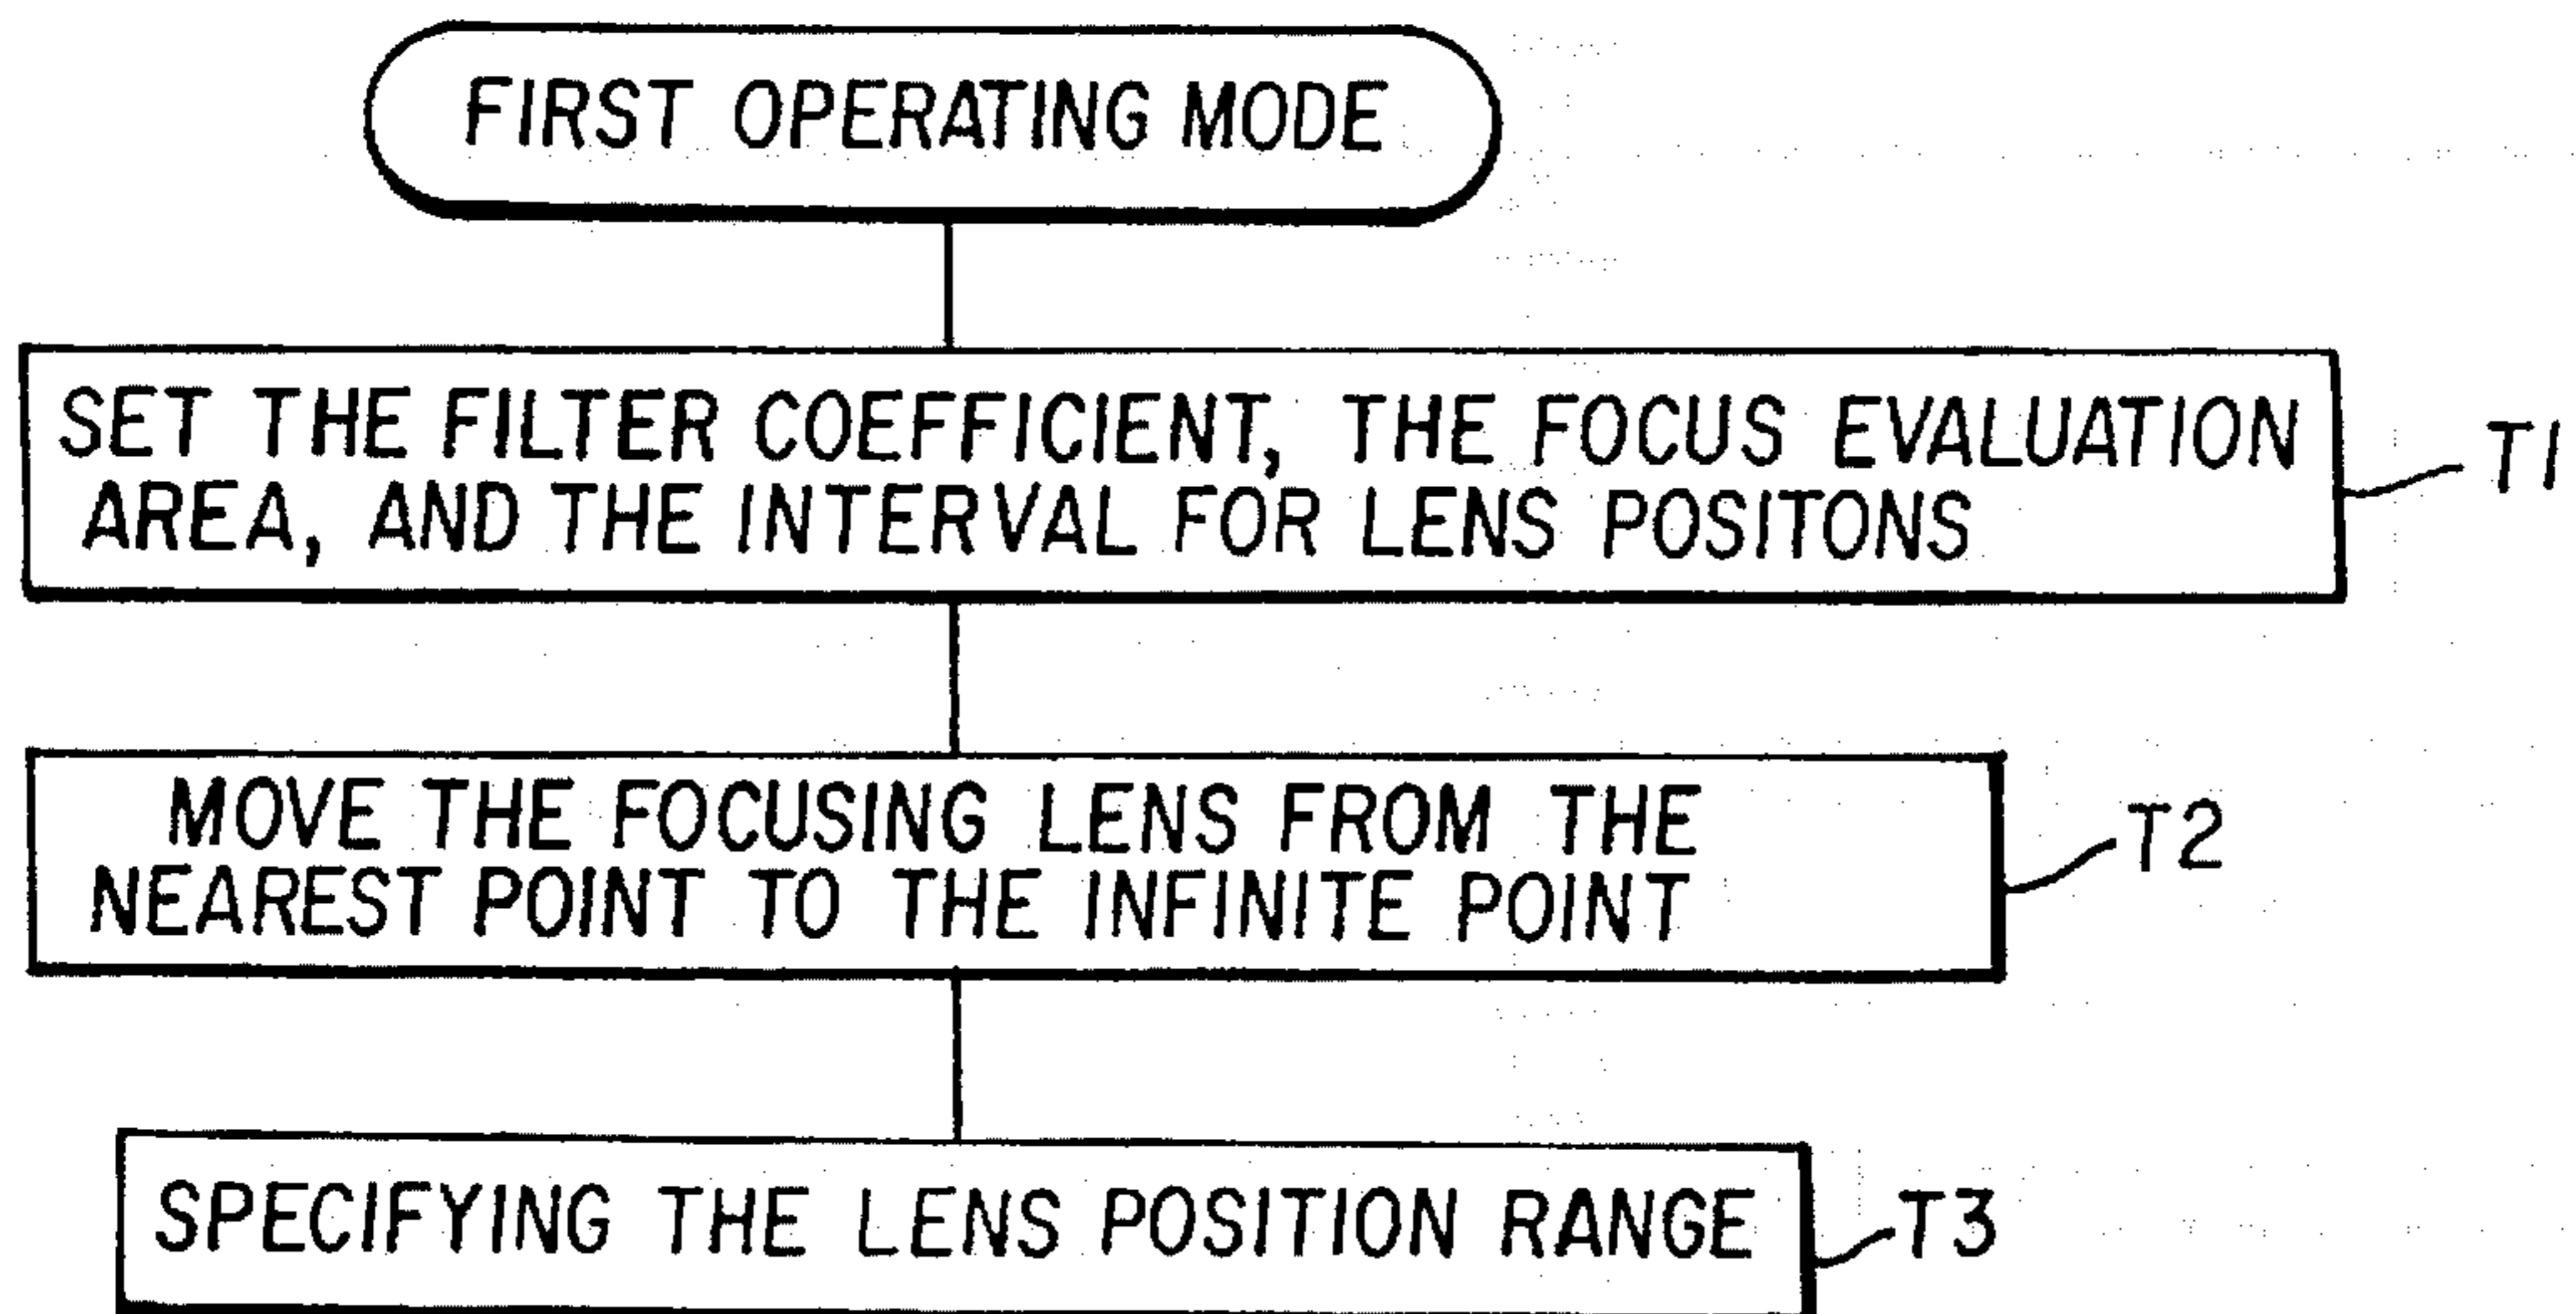 FIRST OPERATING MODE
SET THE FILTER COEFFICIENT, THE FOCUS EVALUATION
AREA, AND THE INTERVAL FOR LENS POSITONS
T1
MOVE THE FOCUSING LENS FROM THE
NEAREST POINT TO THE INFINITE POINT
T2
SPECIFYING THE LENS POSITION RANGE
T3